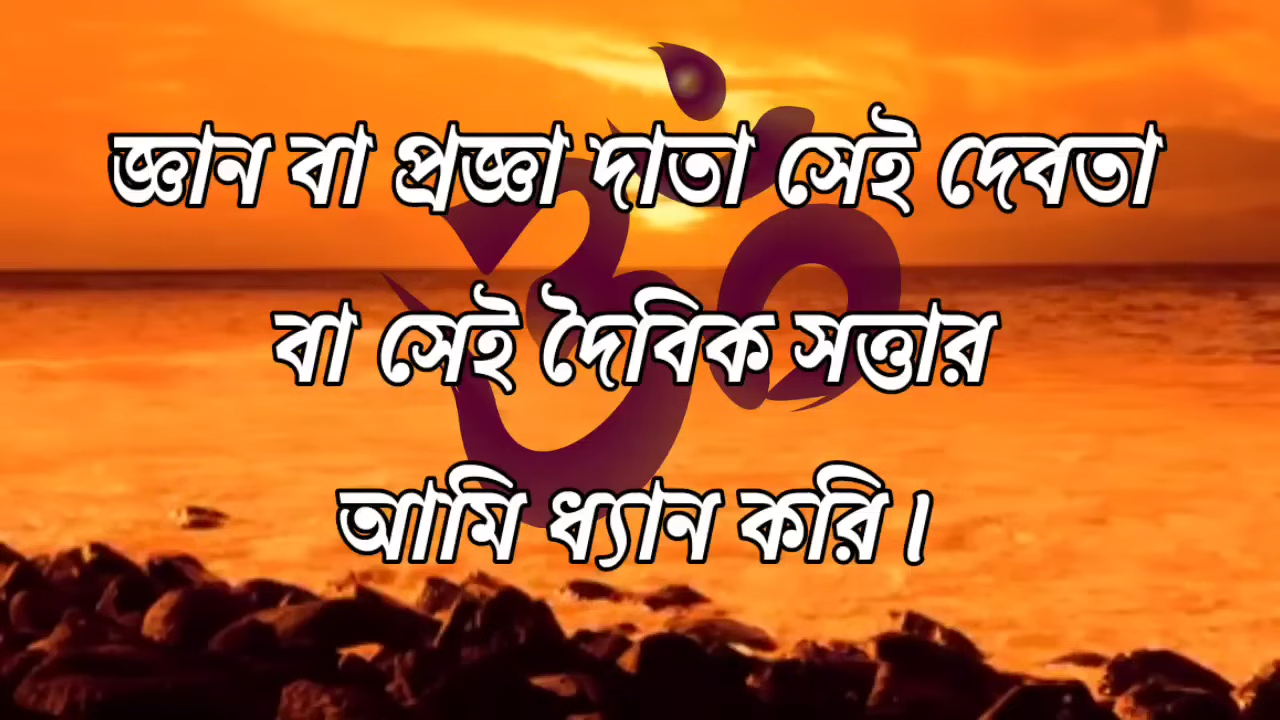 জ্ঞান বা প্রজ্ঞা দাতা সেই দেবতা
বা সেই দৈবিক সত্তার
আমি ধ্যান করি।